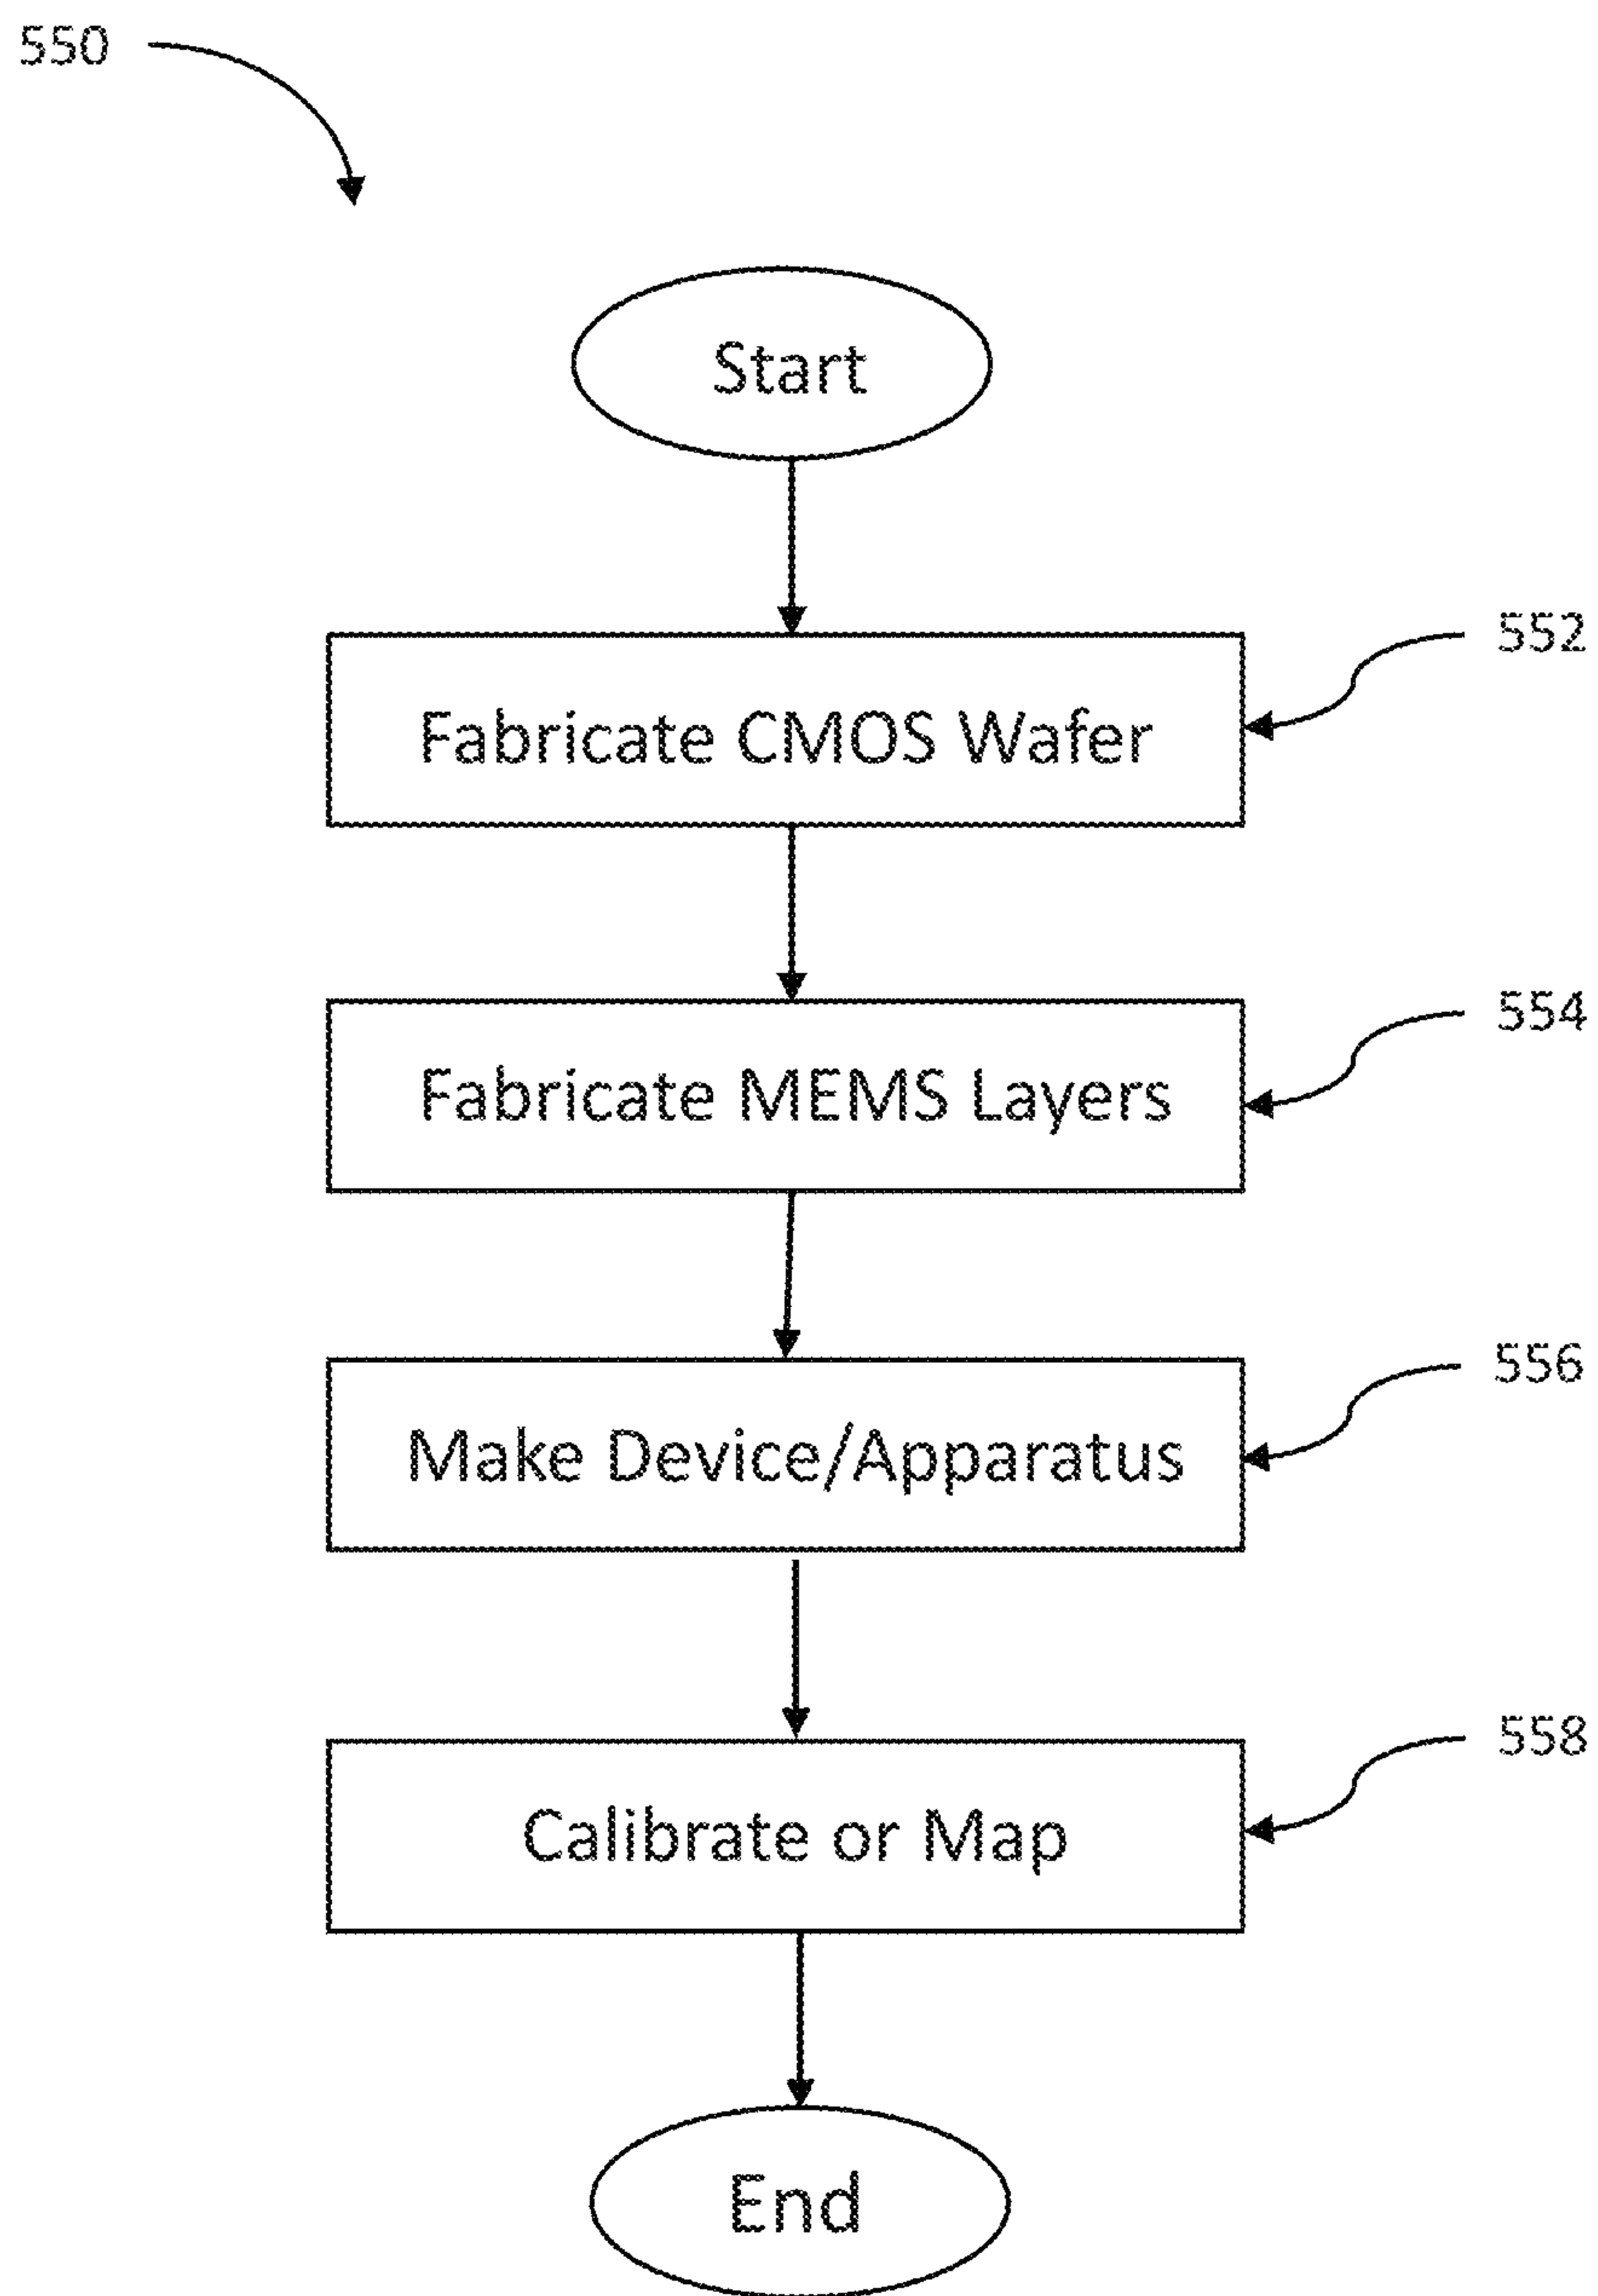 550
Start
Fabricate CMOS Wafer
552
Fabricate MEMS Layers
554
Make Device/Apparatus
556
Calibrate or Map
558
End